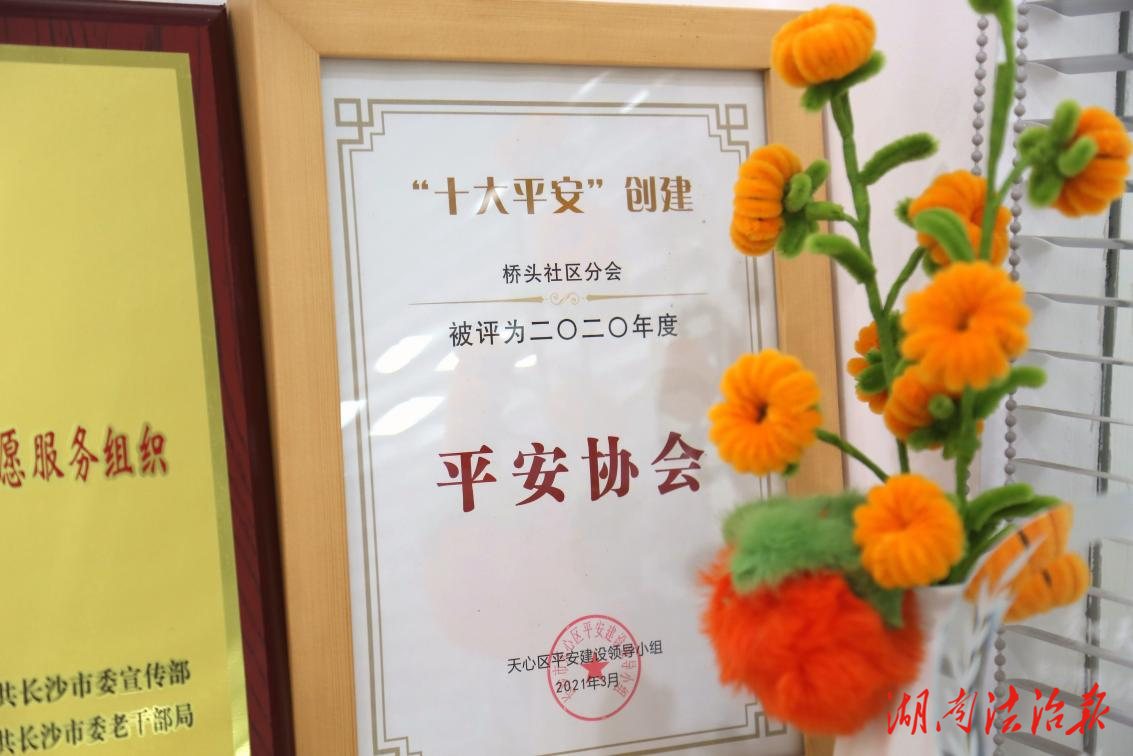 愿服务组织
共长沙市委宣传部
共长沙市委老干部局
“十大平安”创建
桥头社区分会
被评为二〇二〇年度
平安协会
天心区平安建设领导小组
2021年3月
湖南法治报